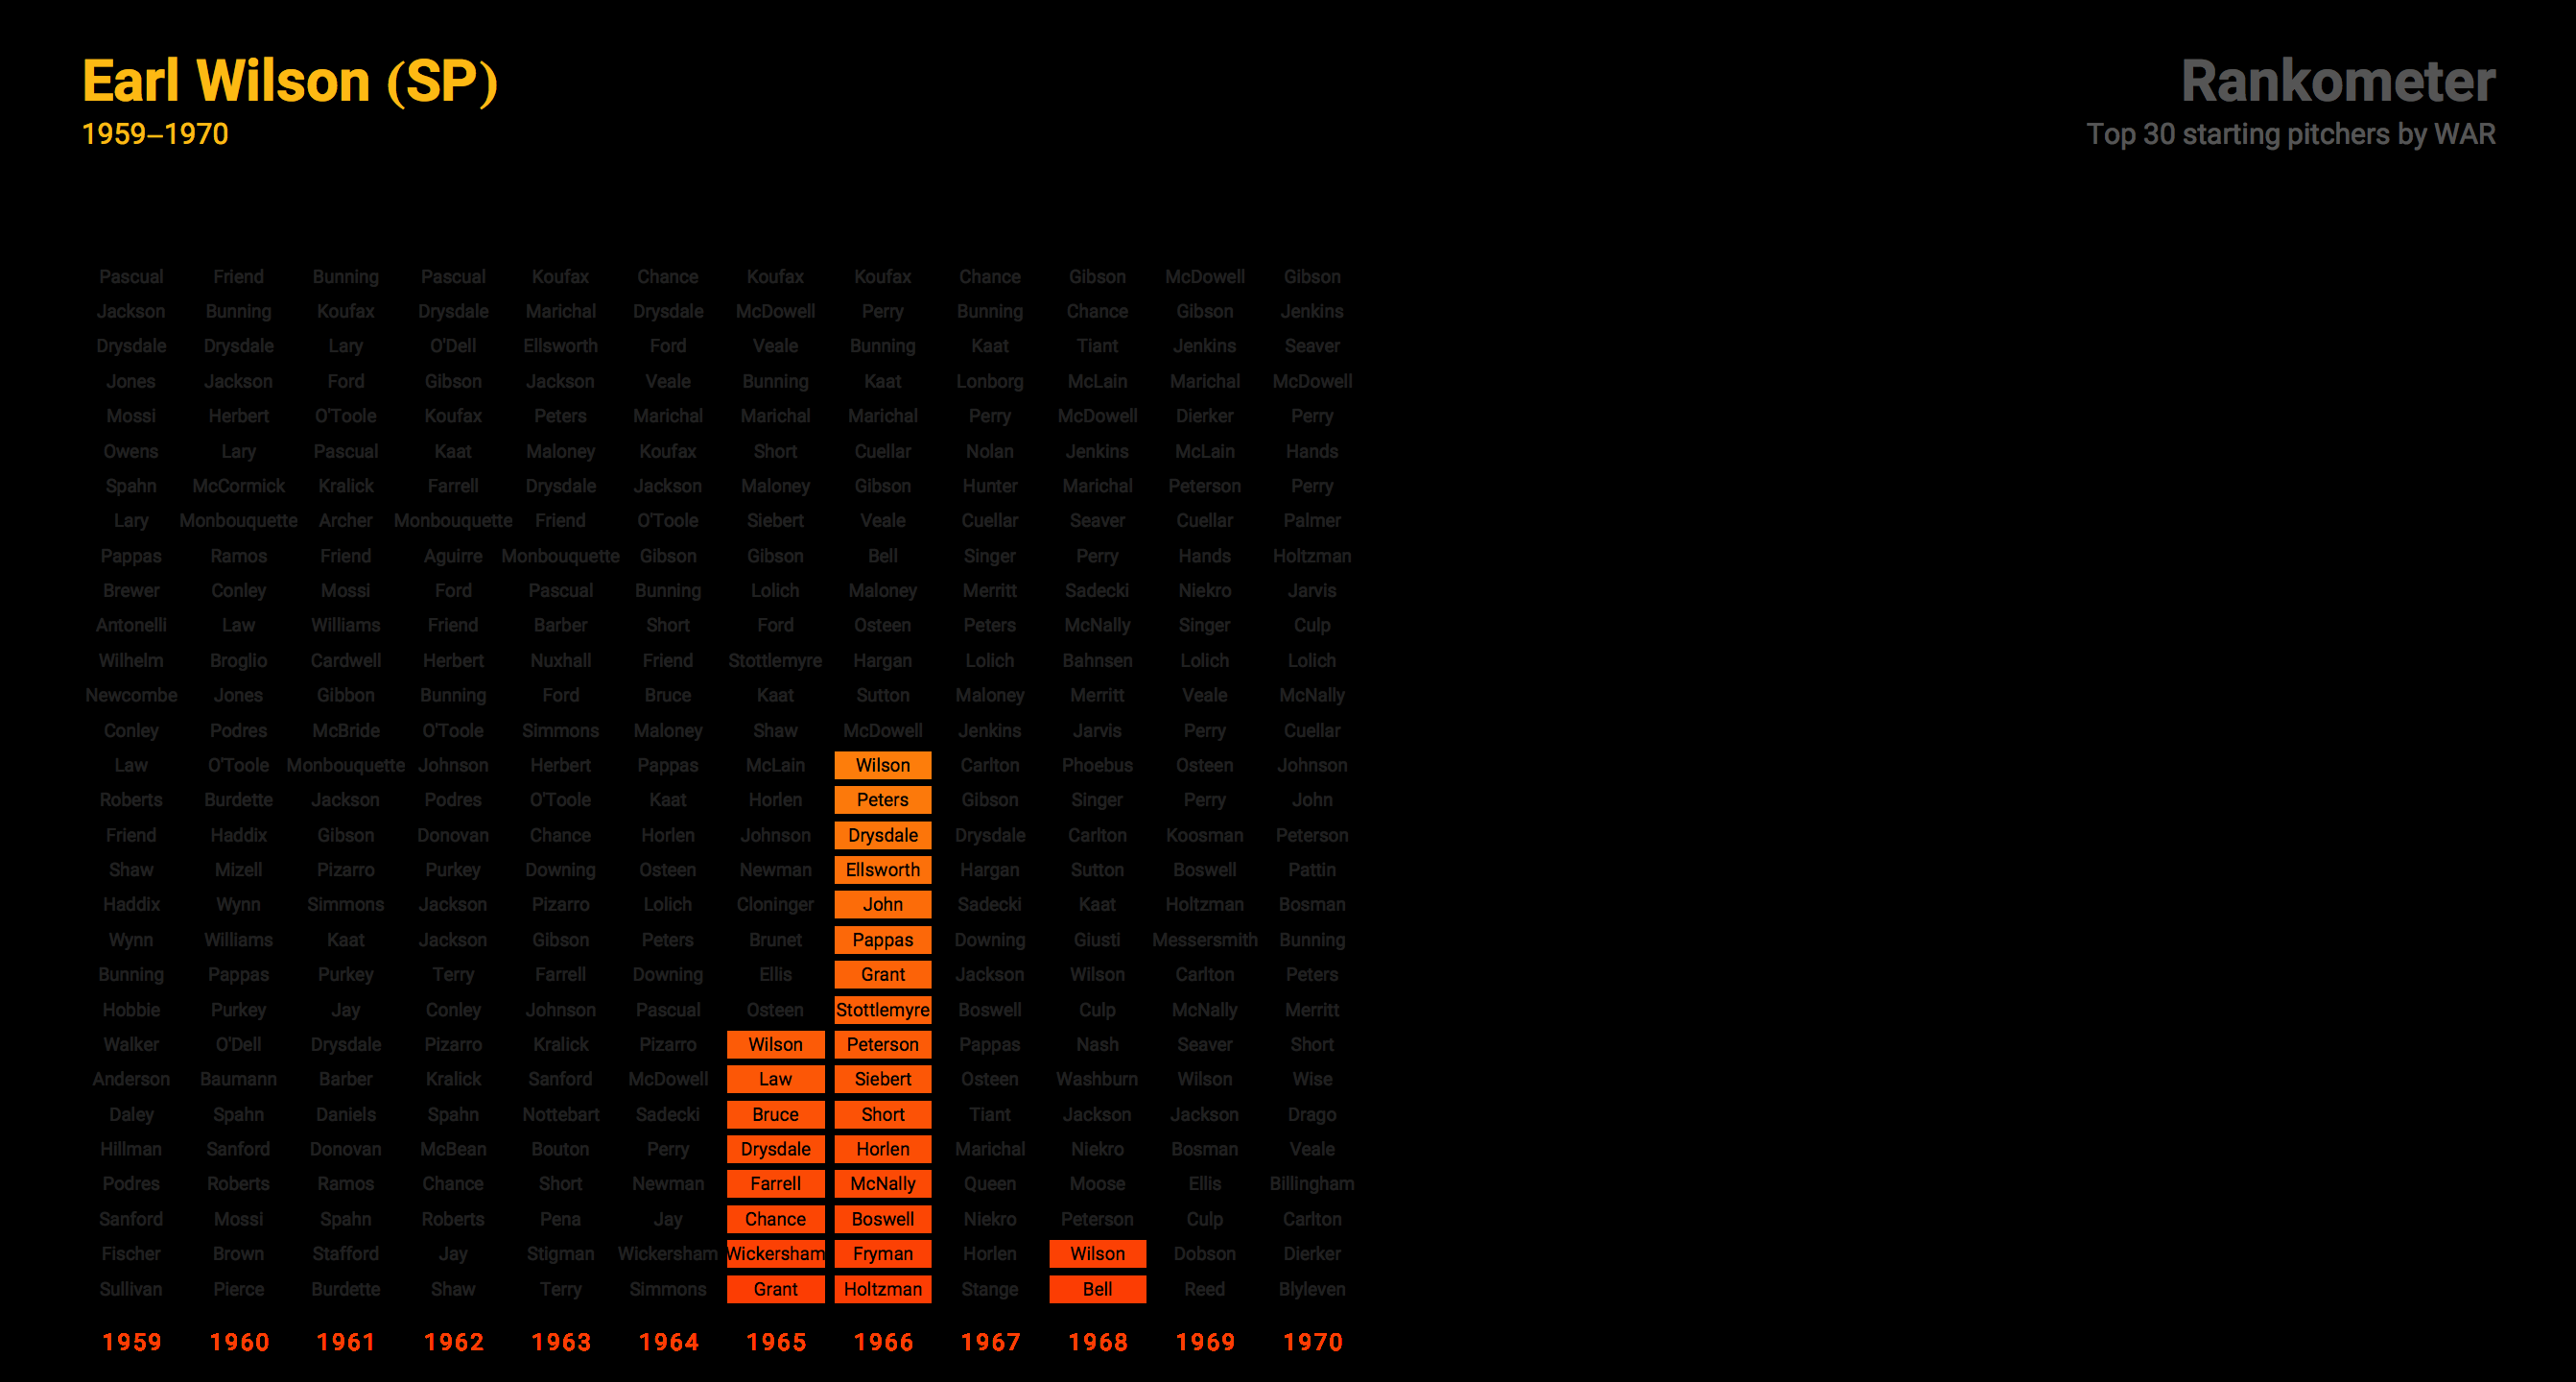 Earl Wilson (SP)
1959–1970
Rankometer
Top 30 starting pitchers by WAR
Pascual Friend Bunning Pascual Koufax Chance Koufax Koufax Chance Gibson McDowell Gibson
Jackson Bunning Koufax Drysdale Marichal Drysdale McDowell Perry Bunning Chance Gibson Jenkins
Drysdale Drysdale Lary O'Dell Ellsworth Ford Veale Bunning Kaat Tiant Jenkins Seaver
Jones Jackson Ford Gibson Jackson Veale Bunning Kaat Lonborg McLain Marichal McDowell
Mossi Herbert O'Toole Koufax Peters Marichal Marichal Marichal Perry McDowell Dierker Perry
Owens Lary Pascual Kaat Maloney Koufax Short Cuellar Nolan Jenkins McLain Hands
Spahn McCormick Kralick Farrell Drysdale Jackson Maloney Gibson Hunter Marichal Peterson Perry
Lary Monbouquette Archer Monbouquette Friend O'Toole Siebert Veale Cuellar Seaver Cuellar Palmer
Pappas Ramos Friend Aguirre Monbouquette Gibson Gibson Bell Singer Perry Hands Holtzman
Brewer Conley Mossi Ford Pascual Bunning Lolich Maloney Merritt Sadecki Niekro Jarvis
Antonelli Law Williams Friend Barber Short Ford Osteen Peters McNally Singer Culp
Wilhelm Broglio Cardwell Herbert Nuxhall Friend Stottlemyre Hargan Lolich Bahnsen Lolich Lolich
Newcombe Jones Gibbon Bunning Ford Bruce Kaat Sutton Maloney Merritt Veale McNally
Conley Podres McBride O'Toole Simmons Maloney Shaw McDowell Jenkins Jarvis Perry Cuellar
Law O'Toole Monbouquette Johnson Herbert Pappas McLain Wilson Carlton Phoebus Osteen Johnson
Roberts Burdette Jackson Podres O'Toole Kaat Horlen Peters Gibson Singer Perry John
Friend Haddix Gibson Donovan Chance Horlen Johnson Drysdale Drysdale Carlton Koosman Peterson
Shaw Mizell Pizarro Purkey Downing Osteen Newman Ellsworth Hargan Sutton Boswell Pattin
Haddix Wynn Simmons Jackson Pizarro Lolich Cloninger John Sadecki Kaat Holtzman Bosman
Wynn Williams Kaat Jackson Gibson Peters Brunet Pappas Downing Giusti Messersmith Bunning
Bunning Pappas Purkey Terry Farrell Downing Ellis Grant Jackson Wilson Carlton Peters
Hobbie Purkey Jay Conley Johnson Pascual Osteen Stottlemyre Boswell Culp McNally Merritt
Walker O'Dell Drysdale Pizarro Kralick Pizarro Wilson Peterson Pappas Nash Seaver Short
Anderson Baumann Barber Kralick Sanford McDowell Law Siebert Osteen Washburn Wilson Wise
Daley Spahn Daniels Spahn Nottebart Sadecki Bruce Short Tiant Jackson Jackson Drago
Hillman Sanford Donovan McBean Bouton Perry Drysdale Horlen Marichal Niekro Bosman Veale
Podres Roberts Ramos Chance Short Newman Farrell McNally Queen Moose Ellis Billingham
Sanford Mossi Spahn Roberts Pena Jay Chance Boswell Niekro Peterson Culp Carlton
Fischer Brown Stafford Jay Stigman Wickersham Wickersham Fryman Horlen Wilson Dobson Dierker
Sullivan Pierce Burdette Shaw Terry Simmons Grant Holtzman Stange Bell Reed Blyleven
1959 1960 1961 1962 1963 1964 1965 1966 1967 1968 1969 1970